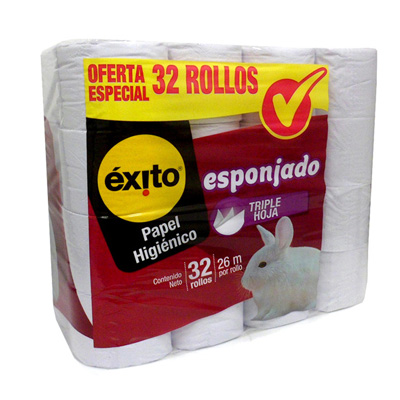 OFERTA
ESPECIAL
32 ROLLOS
éxito
Papel
Higiénico
esponjado
TRIPLE
HOJA
Contenido
Neto
32
rollos
26 m
por rollo